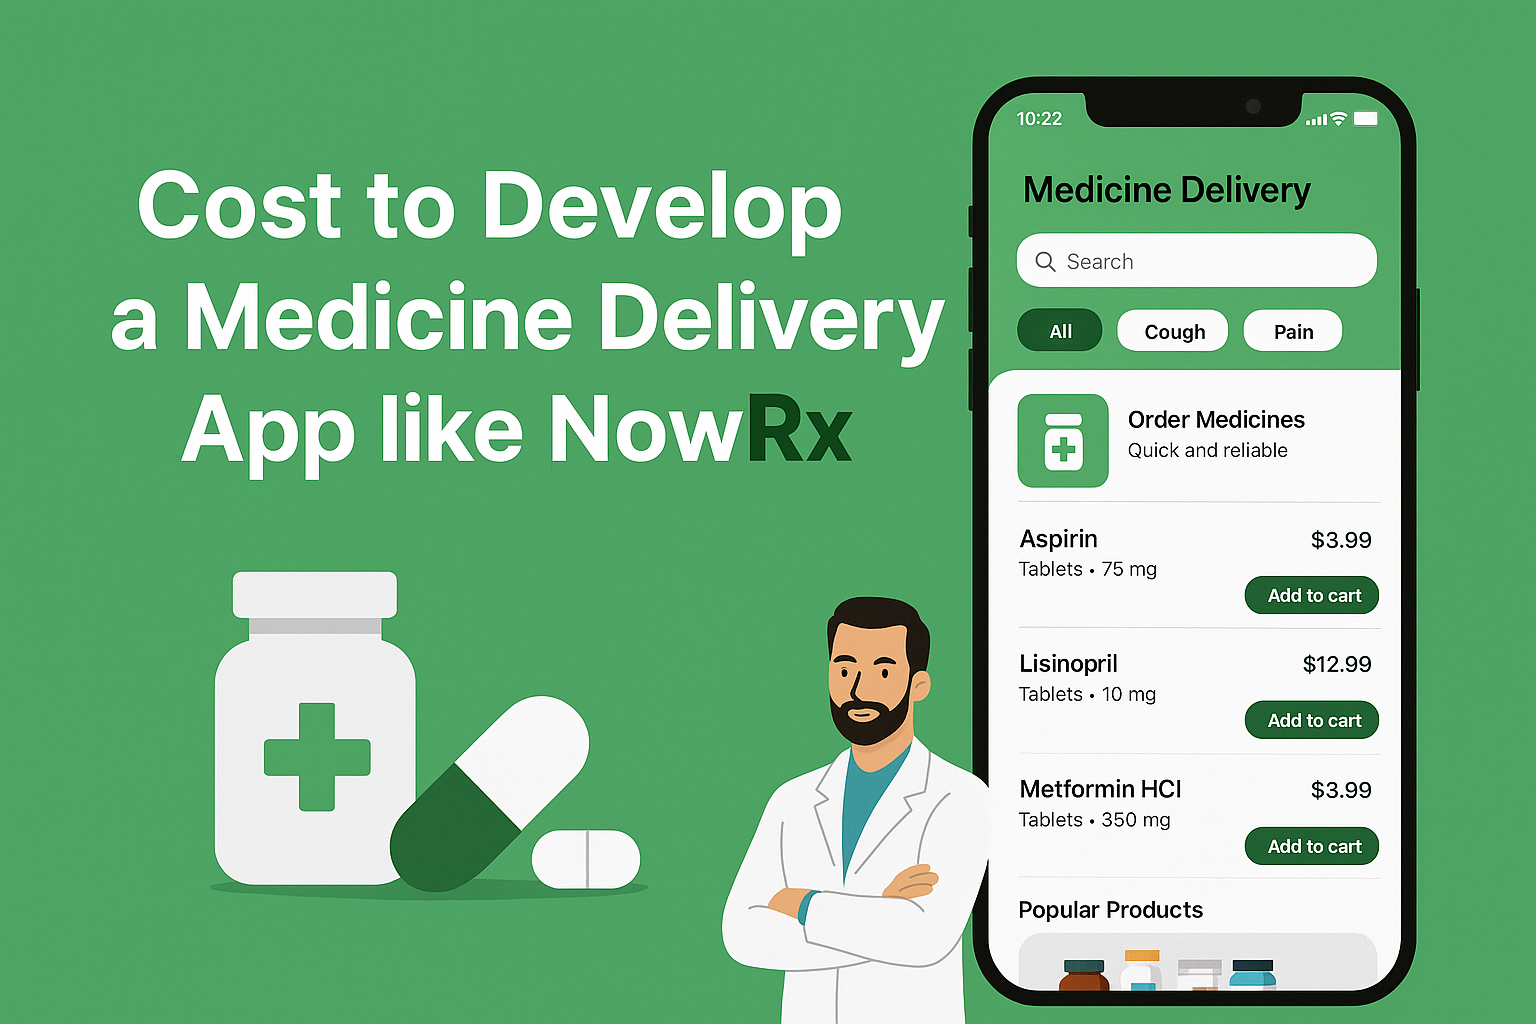 Cost to Develop
a Medicine Delivery
App like NowRx
10:22
Medicine Delivery
Search
All
Cough
Pain
Order Medicines
Quick and reliable
Aspirin
$3.99
Tablets • 75 mg
Add to cart
Lisinopril
$12.99
Tablets • 10 mg
Add to cart
Metformin HCl
$3.99
Tablets • 350 mg
Add to cart
Popular Products